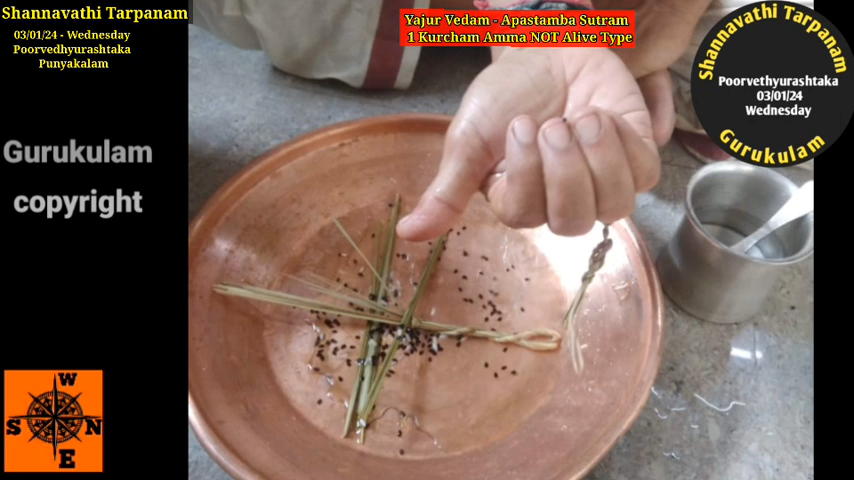 Shannavathi Tarpanam
03/01/24 - Wednesday
Poorvedhyurashtaka
Punyakalam
Yajur Vedam - Apastamba Sutram
1 Kurcham Amma NOT Alive Type
Shannavathi Tarpanam
Poorvethyurashtaka
03/01/24
Wednesday
Gurukulam
Gurukulam
copyright
W
S N
E